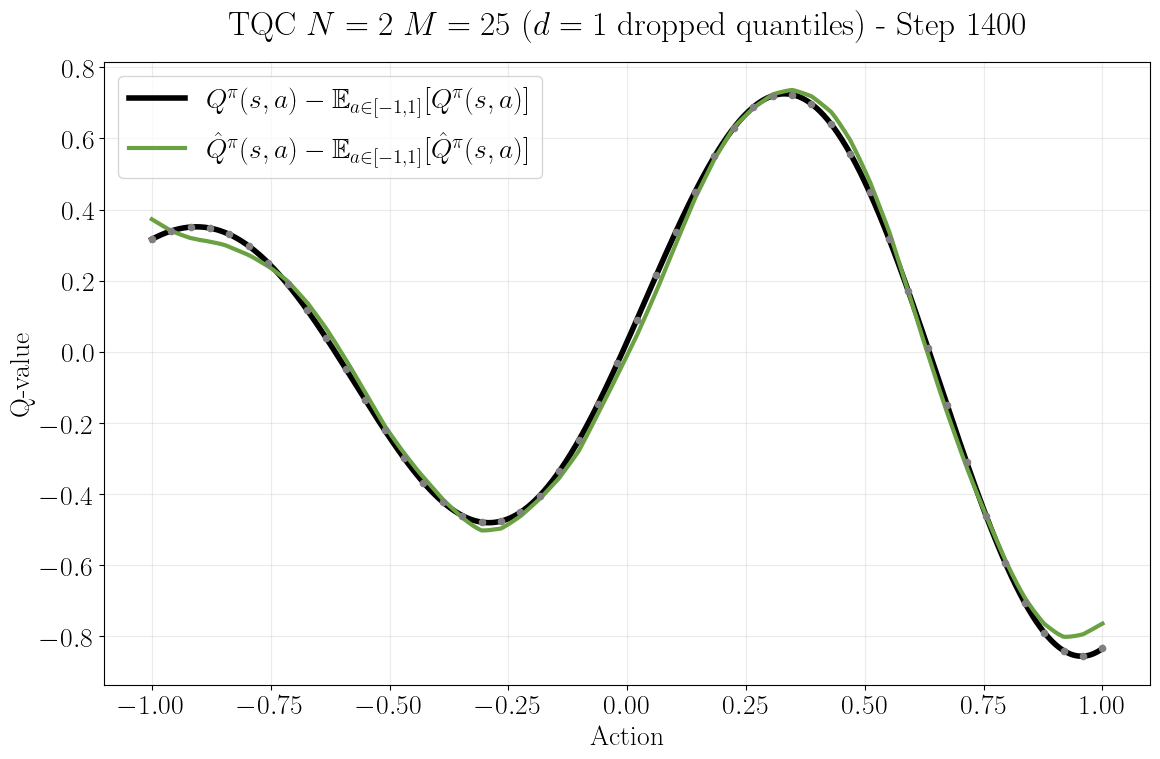 TQC N = 2 M = 25 (d = 1 dropped quantiles) - Step 1400
Q^π(s, a) − 𝔼_{a∈[−1,1]}[Q^π(s, a)]
Q̂^π(s, a) − 𝔼_{a∈[−1,1]}[Q̂^π(s, a)]
0.8
0.6
0.4
0.2
0.0
−0.2
−0.4
−0.6
−0.8
Q-value
−1.00 −0.75 −0.50 −0.25 0.00 0.25 0.50 0.75 1.00
Action